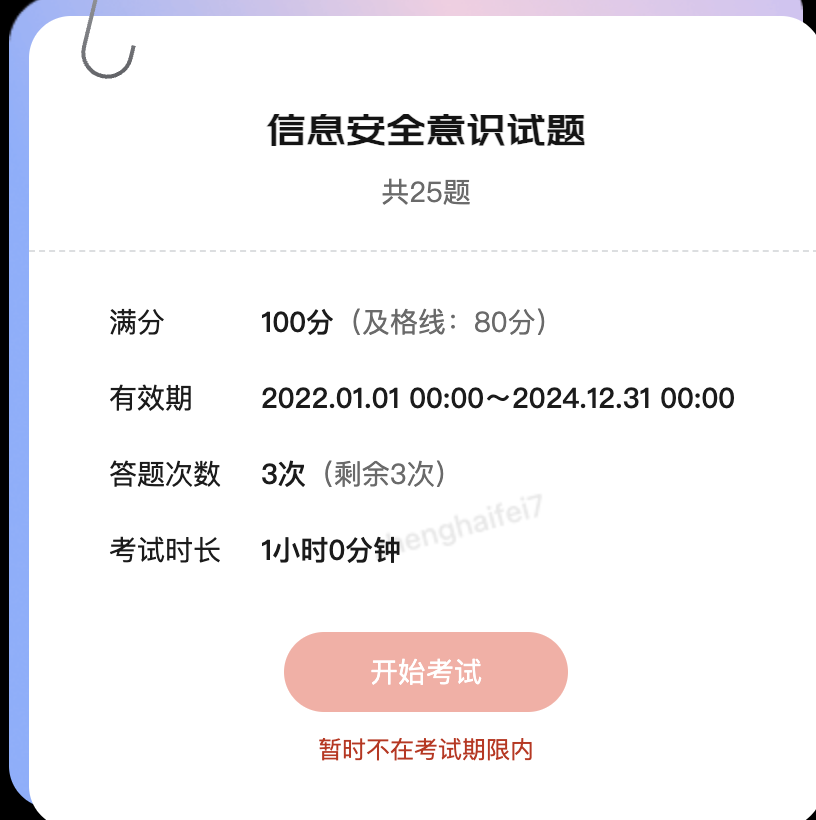 信息安全意识试题
共25题
满分 100分（及格线：80分）
有效期 2022.01.01 00:00～2024.12.31 00:00
答题次数 3次（剩余3次）
考试时长 1小时0分钟
开始考试
暂时不在考试期限内